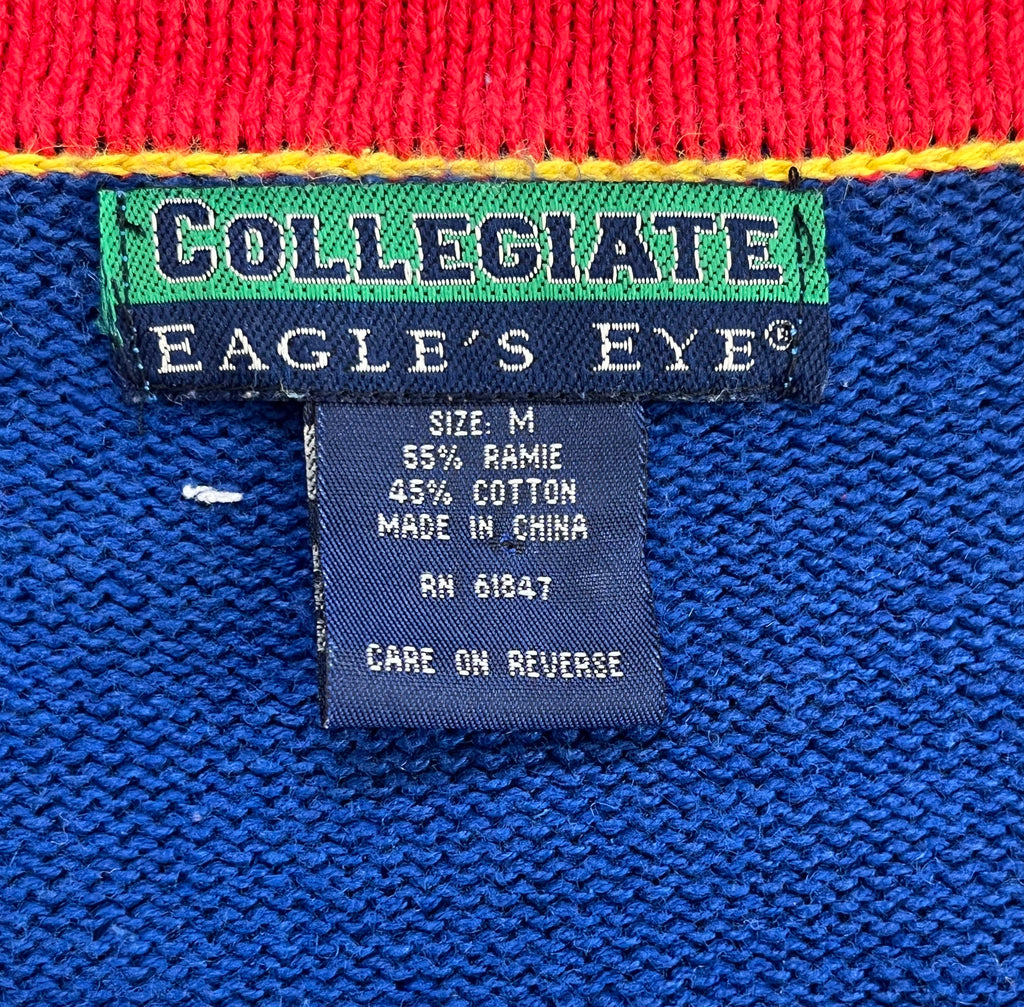 COLLEGIATE
EAGLE'S EYE®
SIZE: M
55% RAMIE
45% COTTON
MADE IN CHINA
RN 61847
CARE ON REVERSE